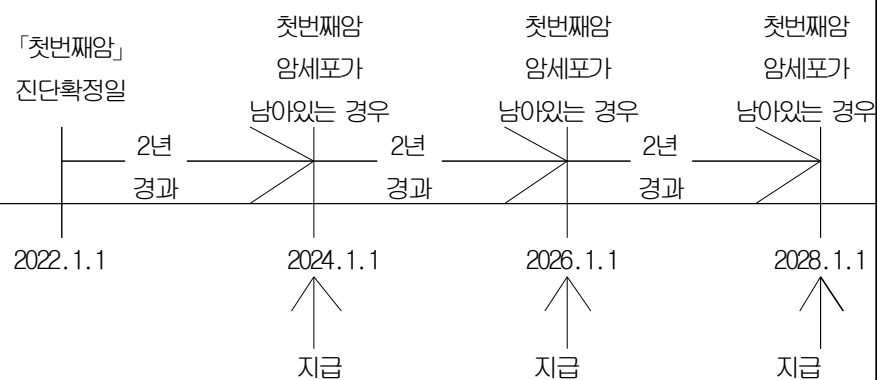 「첫번째암」
진단확정일
첫번째암
암세포가
남아있는 경우
첫번째암
암세포가
남아있는 경우
첫번째암
암세포가
남아있는 경우
2년
경과
2년
경과
2년
경과
2022.1.1
2024.1.1
2026.1.1
2028.1.1
지급
지급
지급